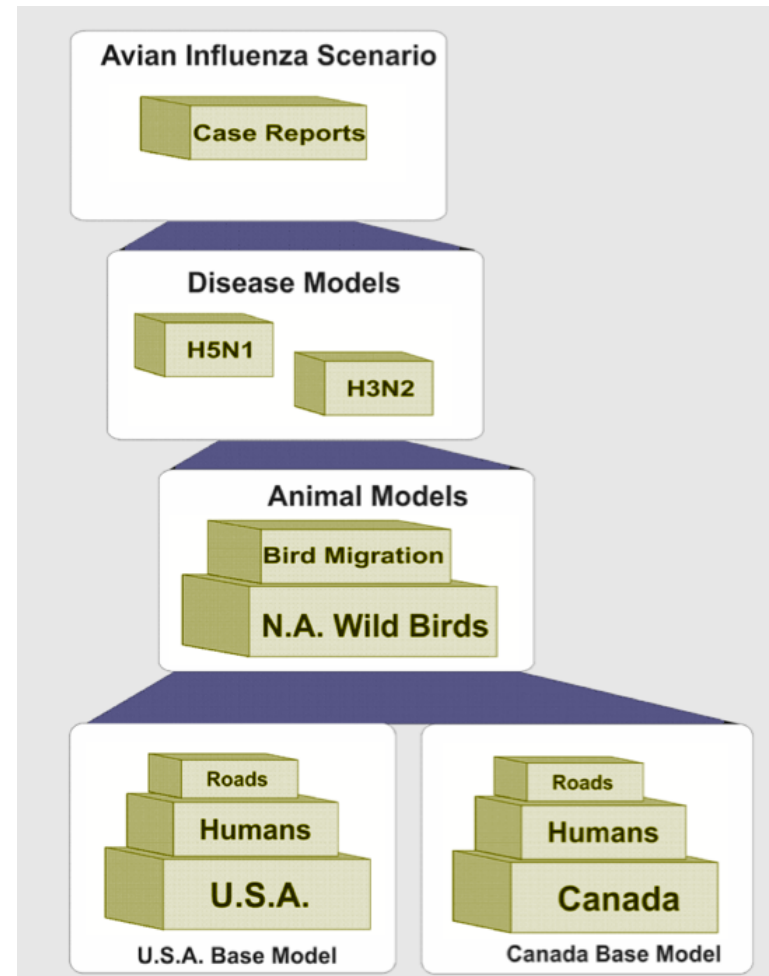 Avian Influenza Scenario
Case Reports
Disease Models
H5N1
H3N2
Animal Models
Bird Migration
N.A. Wild Birds
Roads
Humans
U.S.A.
U.S.A. Base Model
Roads
Humans
Canada
Canada Base Model